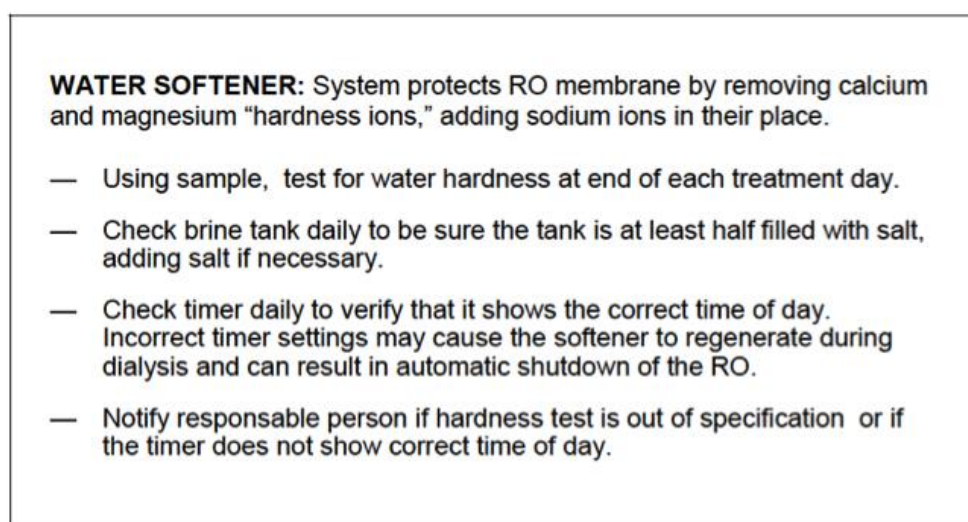 WATER SOFTENER: System protects RO membrane by removing calcium
and magnesium “hardness ions,” adding sodium ions in their place.
— Using sample, test for water hardness at end of each treatment day.
— Check brine tank daily to be sure the tank is at least half filled with salt,
adding salt if necessary.
— Check timer daily to verify that it shows the correct time of day.
Incorrect timer settings may cause the softener to regenerate during
dialysis and can result in automatic shutdown of the RO.
— Notify responsable person if hardness test is out of specification or if
the timer does not show correct time of day.